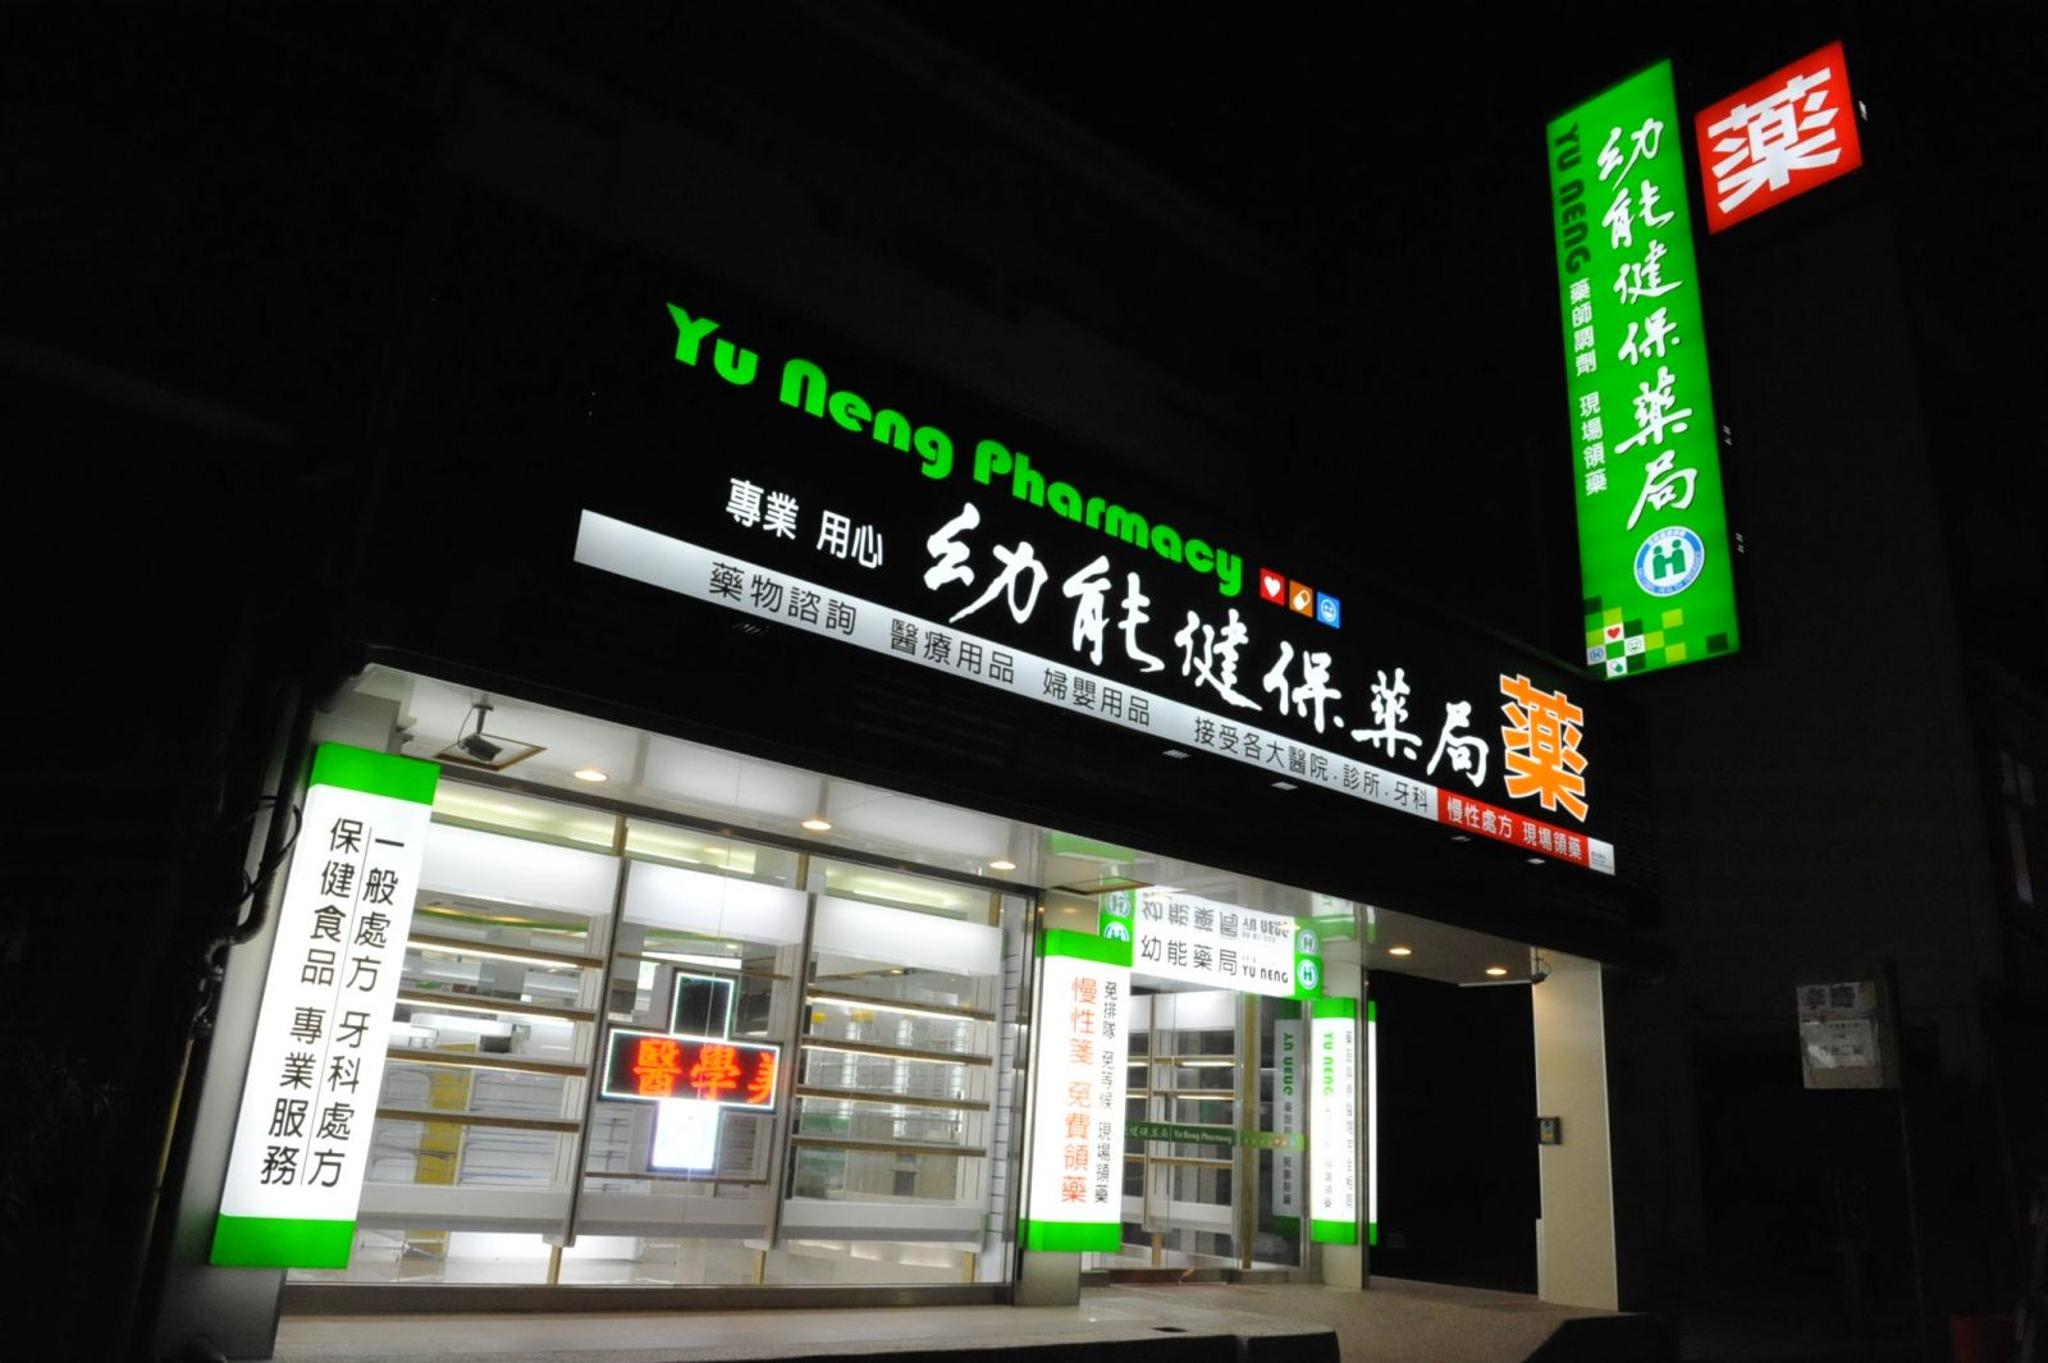 藥
幼能健保藥局
YU NENG 藥師調劑 現場領藥
Yu Neng Pharmacy
專業 用心 幼能健保藥局 藥
藥物諮詢 醫療用品 婦嬰用品 接受各大醫院.診所.牙科 慢性處方 現場領藥
一般處方 牙科處方
保健食品 專業服務
醫學美
幼能藥局 YU NENG
免排隊 免等候 現場領藥
慢性箋 免費領藥
YU NENG
Yu Neng Pharmacy